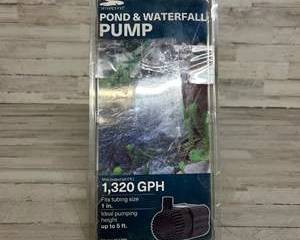 POND & WATERFALL
PUMP
1,320 GPH
Fits tubing size
1 in.
Ideal pumping
height
up to 5 ft.